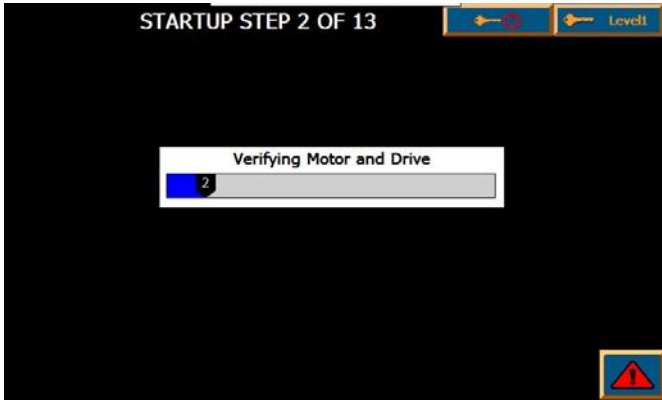 STARTUP STEP 2 OF 13
Level1
Verifying Motor and Drive
2